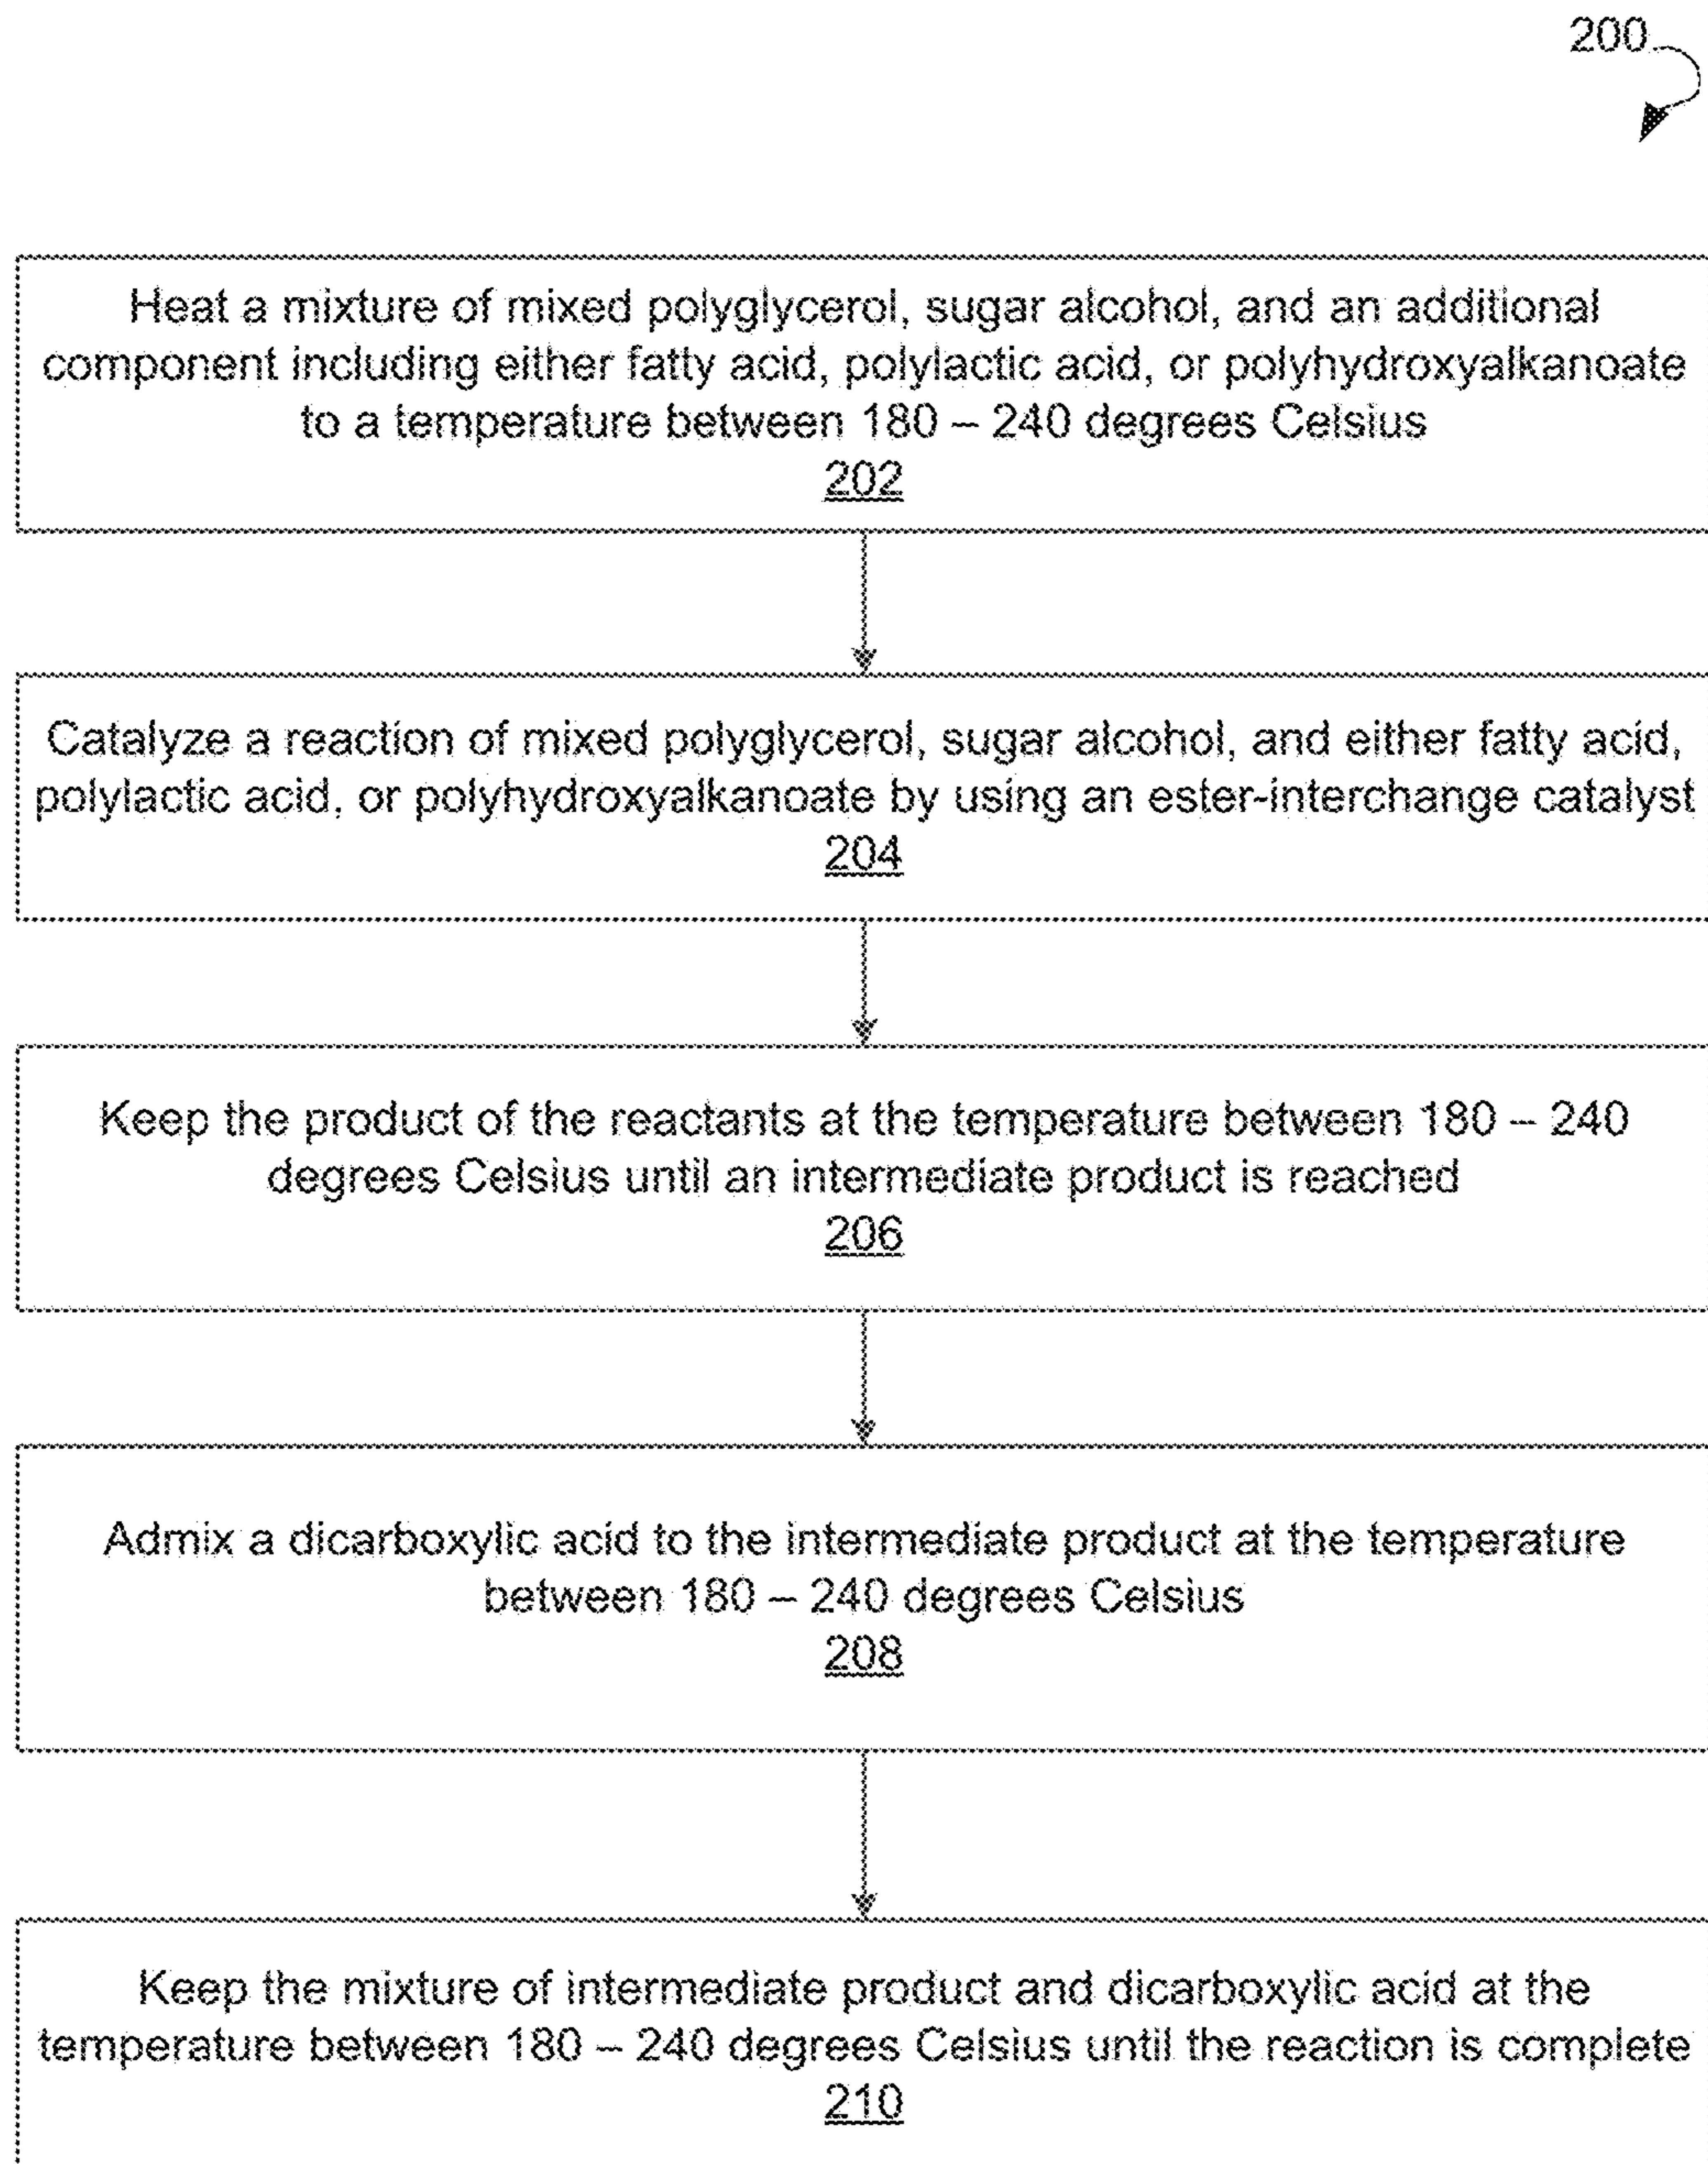 200
Heat a mixture of mixed polyglycerol, sugar alcohol, and an additional
component including either fatty acid, polylactic acid, or polyhydroxyalkanoate
to a temperature between 180 – 240 degrees Celsius
202
Catalyze a reaction of mixed polyglycerol, sugar alcohol, and either fatty acid,
polylactic acid, or polyhydroxyalkanoate by using an ester-interchange catalyst
204
Keep the product of the reactants at the temperature between 180 – 240
degrees Celsius until an intermediate product is reached
206
Admix a dicarboxylic acid to the intermediate product at the temperature
between 180 – 240 degrees Celsius
208
Keep the mixture of intermediate product and dicarboxylic acid at the
temperature between 180 – 240 degrees Celsius until the reaction is complete
210